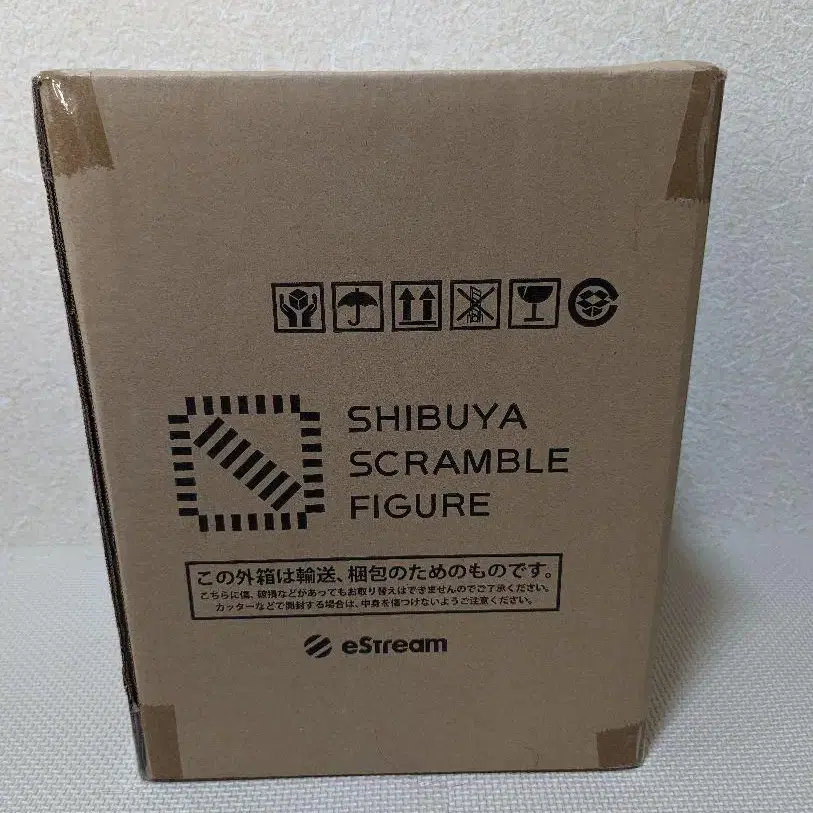 SHIBUYA
SCRAMBLE
FIGURE
この外箱は輸送、梱包のためのものです。
こちらに傷、破損などがあってもお取り替えはできませんのでご了承ください。
カッターなどで開封する場合は、中身を傷つけないようご注意ください。
eStream